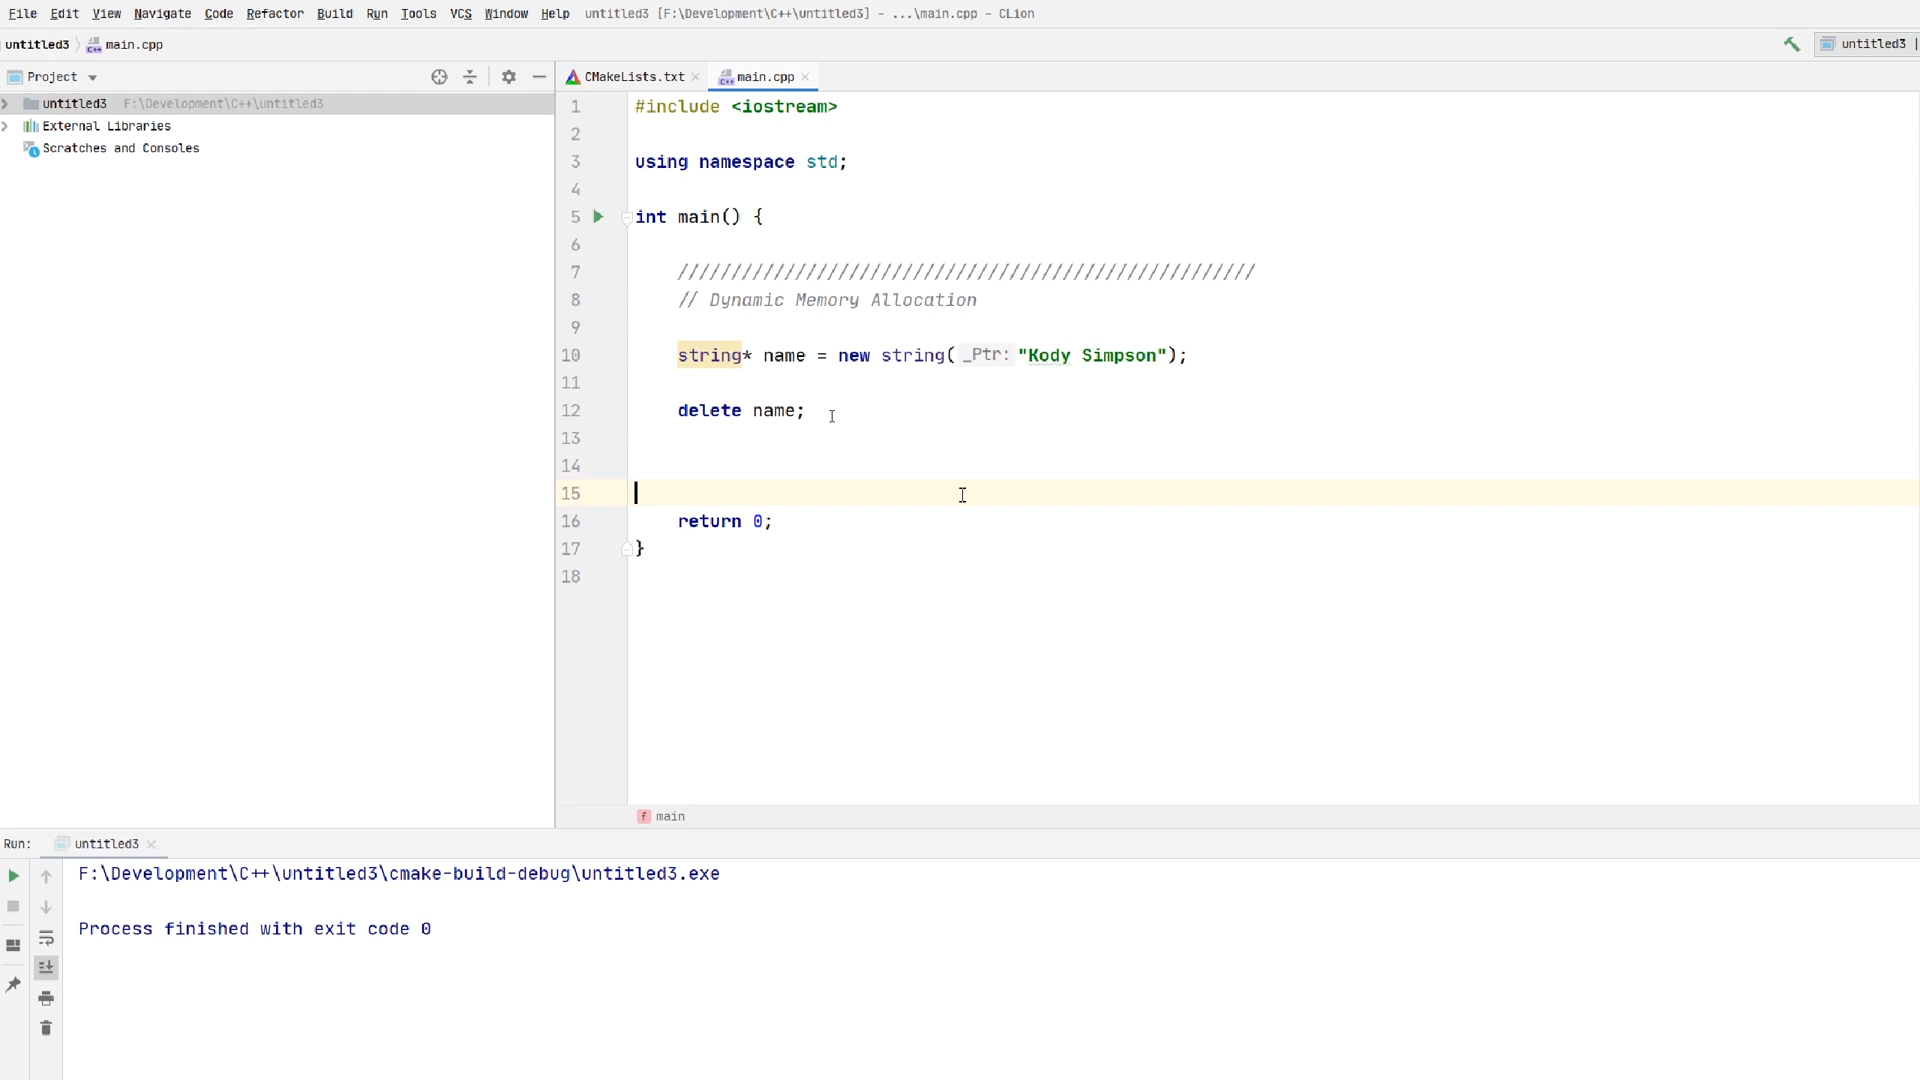 File Edit View Navigate Code Refactor Build Run Tools VCS Window Help untitled3 [F:\Development\C++\untitled3] - ...\main.cpp - CLion
untitled3 main.cpp untitled3
Project CMakeLists.txt main.cpp
untitled3 F:\Development\C++\untitled3
External Libraries
Scratches and Consoles
1 #include <iostream>
2
3 using namespace std;
4
5 int main() {
6
7 //////////////////////////////////////////////////////
8 // Dynamic Memory Allocation
9
10 string* name = new string( _Ptr: "Kody Simpson");
11
12 delete name;
13
14
15
16 return 0;
17 }
18
f main
Run: untitled3
F:\Development\C++\untitled3\cmake-build-debug\untitled3.exe
Process finished with exit code 0